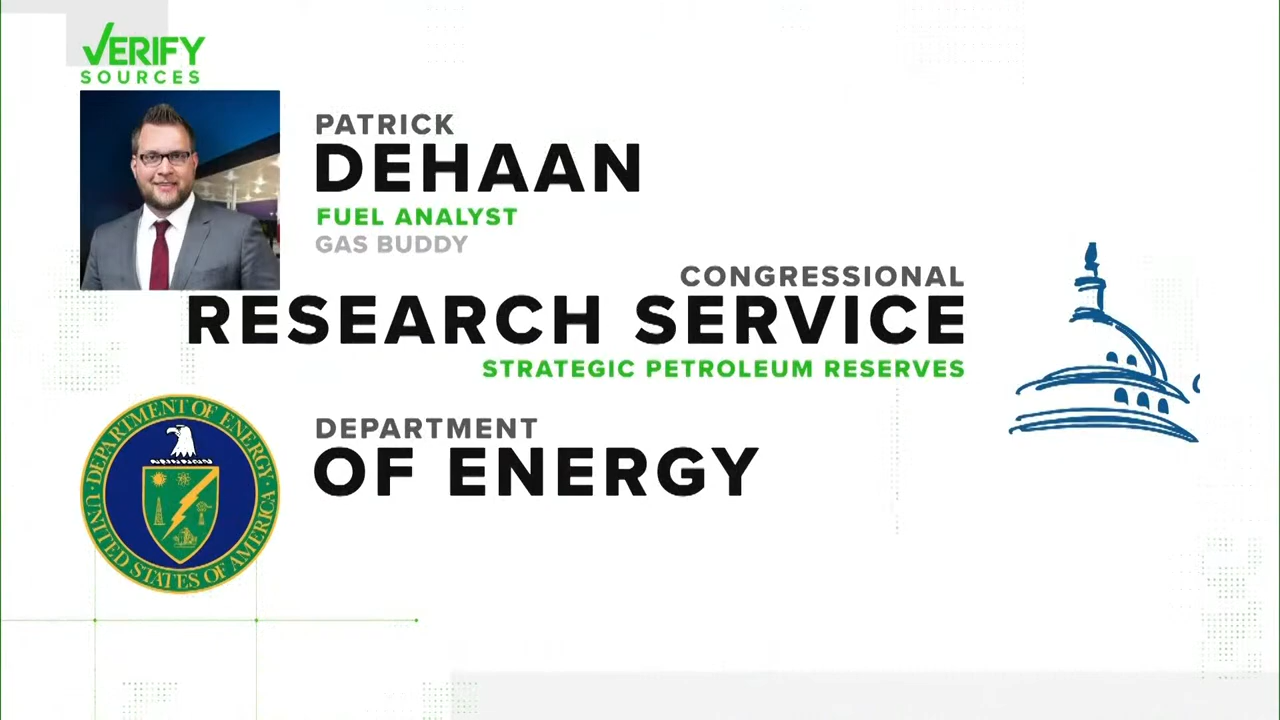 VERIFY
SOURCES
PATRICK
DEHAAN
FUEL ANALYST
GAS BUDDY
CONGRESSIONAL
RESEARCH SERVICE
STRATEGIC PETROLEUM RESERVES
DEPARTMENT
OF ENERGY
DEPARTMENT OF ENERGY
UNITED STATES OF AMERICA